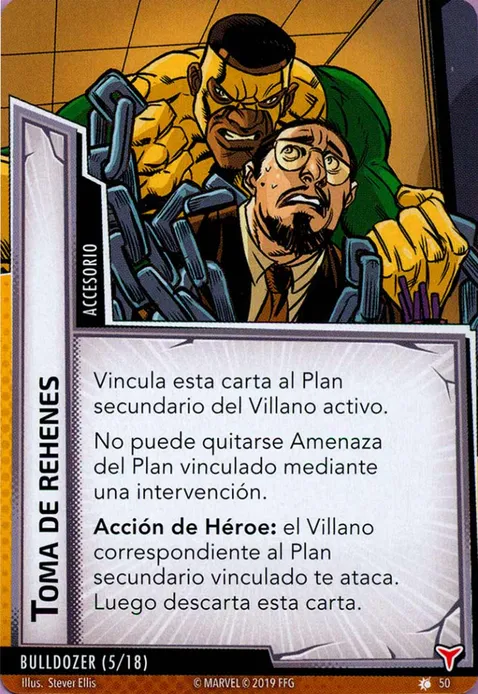 ACCESORIO
TOMA DE REHENES
Vincula esta carta al Plan
secundario del Villano activo.
No puede quitarse Amenaza
del Plan vinculado mediante
una intervención.
Acción de Héroe: el Villano
correspondiente al Plan
secundario vinculado te ataca.
Luego descarta esta carta.
BULLDOZER (5/18)
Illus. Stever Ellis
© MARVEL © 2019 FFG
50